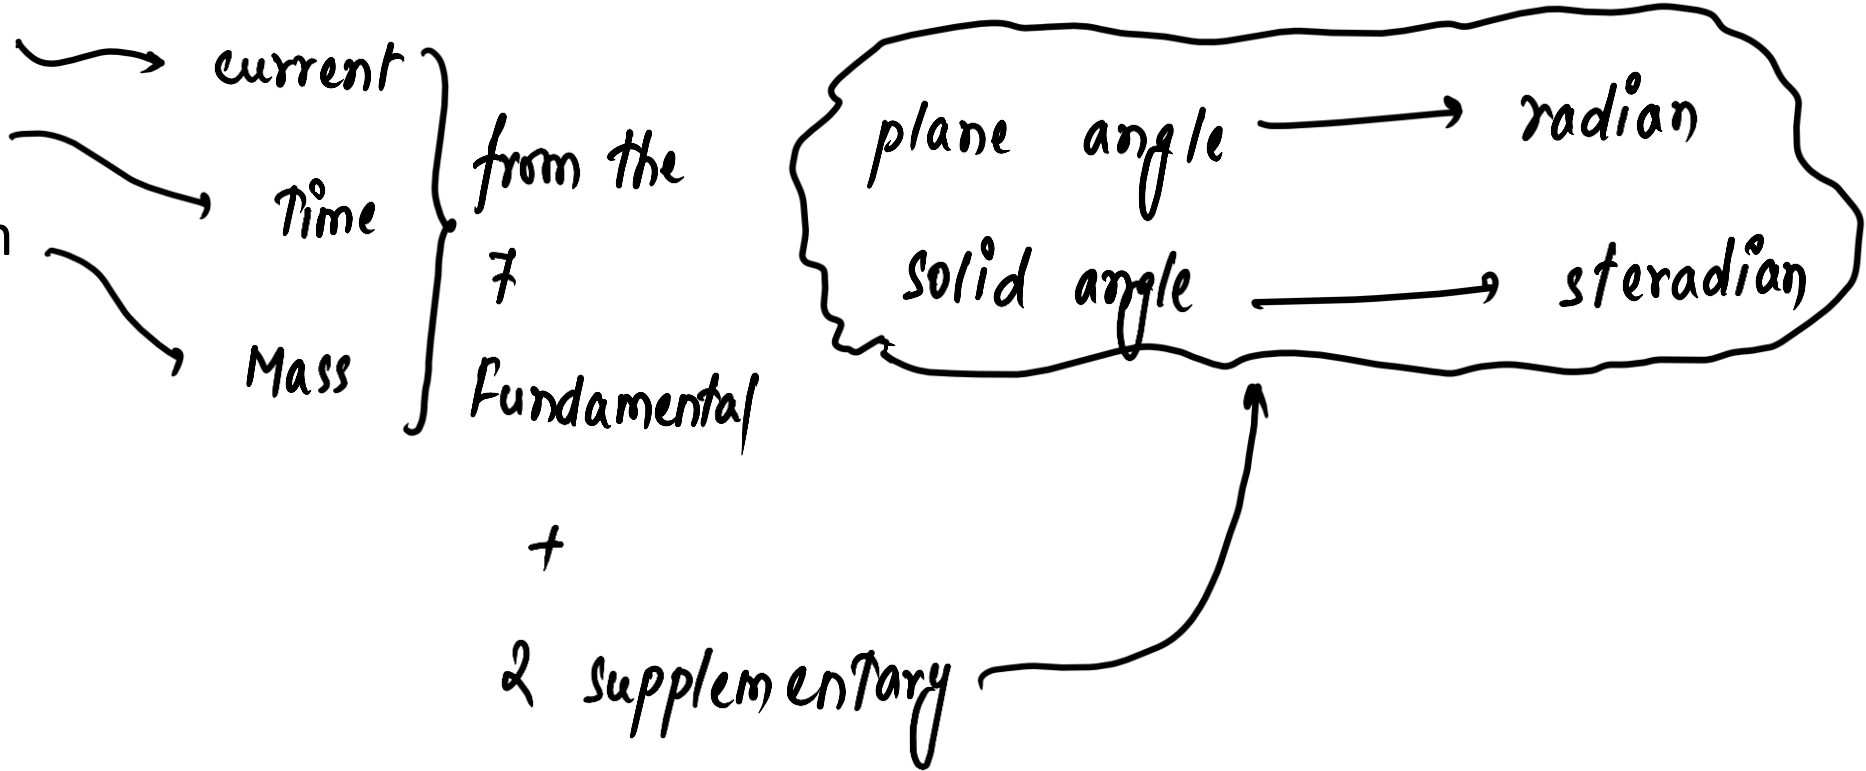 current
Time
Mass
from the
7
Fundamental
+
2 supplementary
plane angle → radian
solid angle → steradian